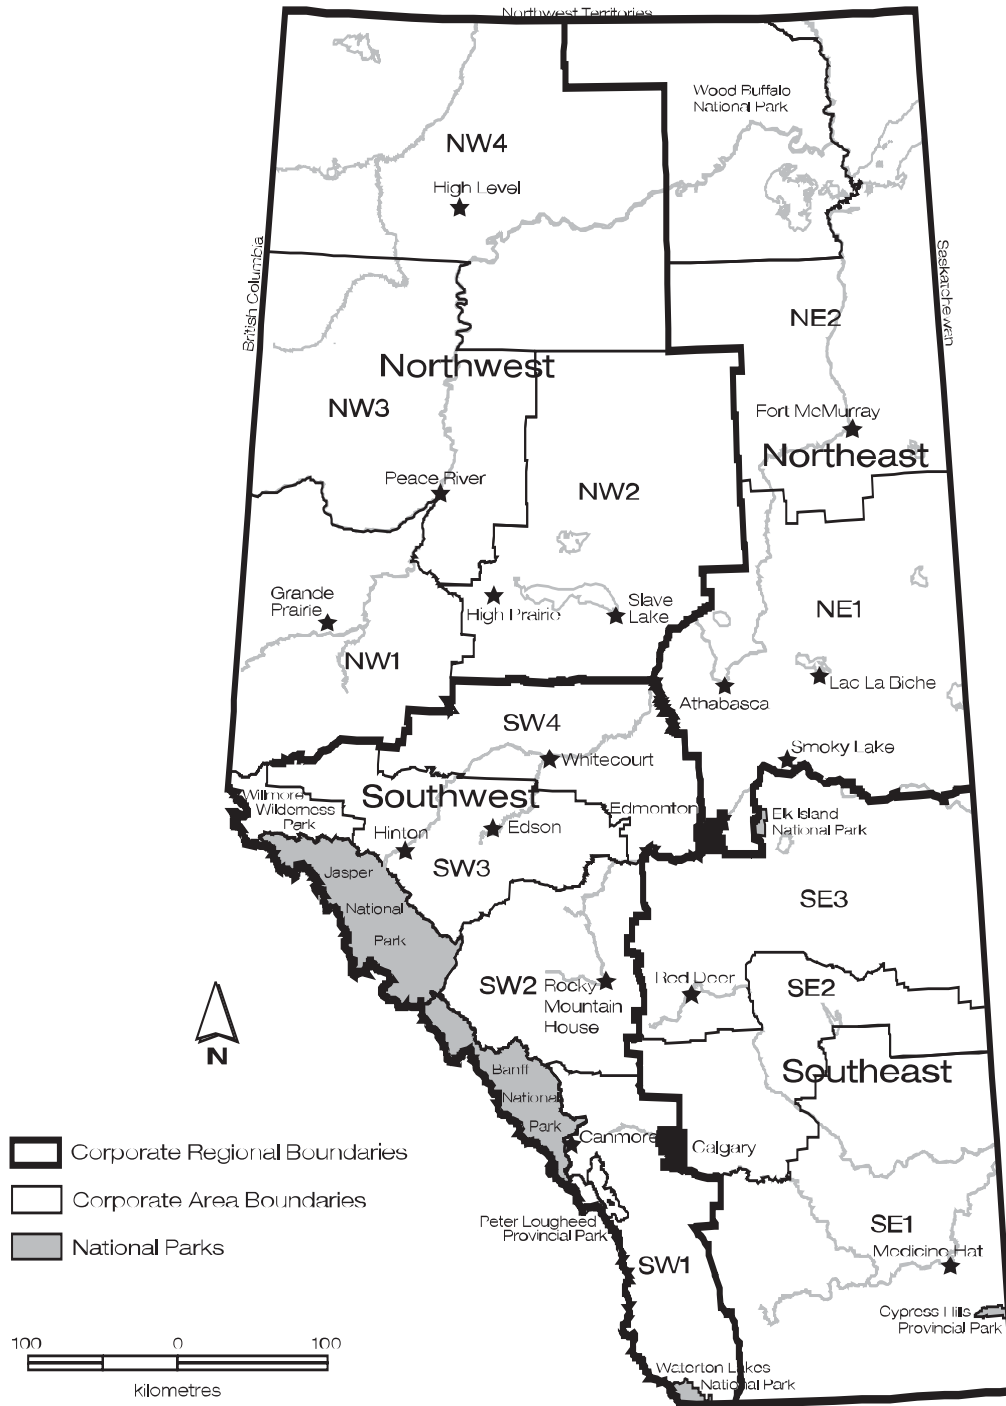 Northwest Territories
Wood Buffalo
National Park
NW4
High Level
British Columbia
Saskatchewan
NE2
Northwest
NW3
Fort McMurray
Northeast
Peace River
NW2
Grande
Prairie
High Prairie
Slave
Lake
NE1
NW1
Athabasca
Lac La Biche
SW4
Whitecourt
Smoky Lake
Willmore
Wilderness
Park
Southwest
Edmonton
Elk Island
National Park
Hinton
Edson
SW3
Jasper
National
Park
SE3
SW2
Rocky
Mountain
House
Red Deer
SE2
N
Banff
National
Park
Southeast
Canmore
Calgary
Corporate Regional Boundaries
Corporate Area Boundaries
National Parks
Peter Lougheed
Provincial Park
SW1
SE1
Medicine Hat
Cypress Hills
Provincial Park
100 0 100
kilometres
Waterton Lakes
National Park